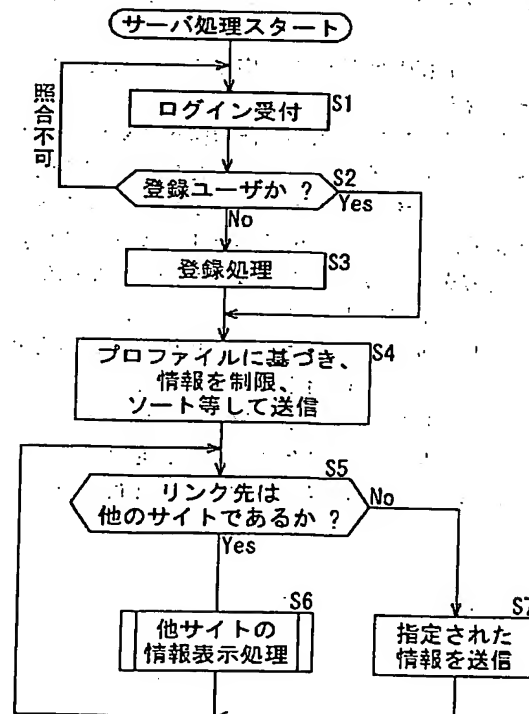 サーバ処理スタート
照合不可
ログイン受付
S1
登録ユーザか ?
S2
Yes
No
登録処理
S3
プロファイルに基づき、
情報を制限、
ソート等して送信
S4
リンク先は
他のサイトであるか ?
S5
No
Yes
他サイトの
情報表示処理
S6
指定された
情報を送信
S7